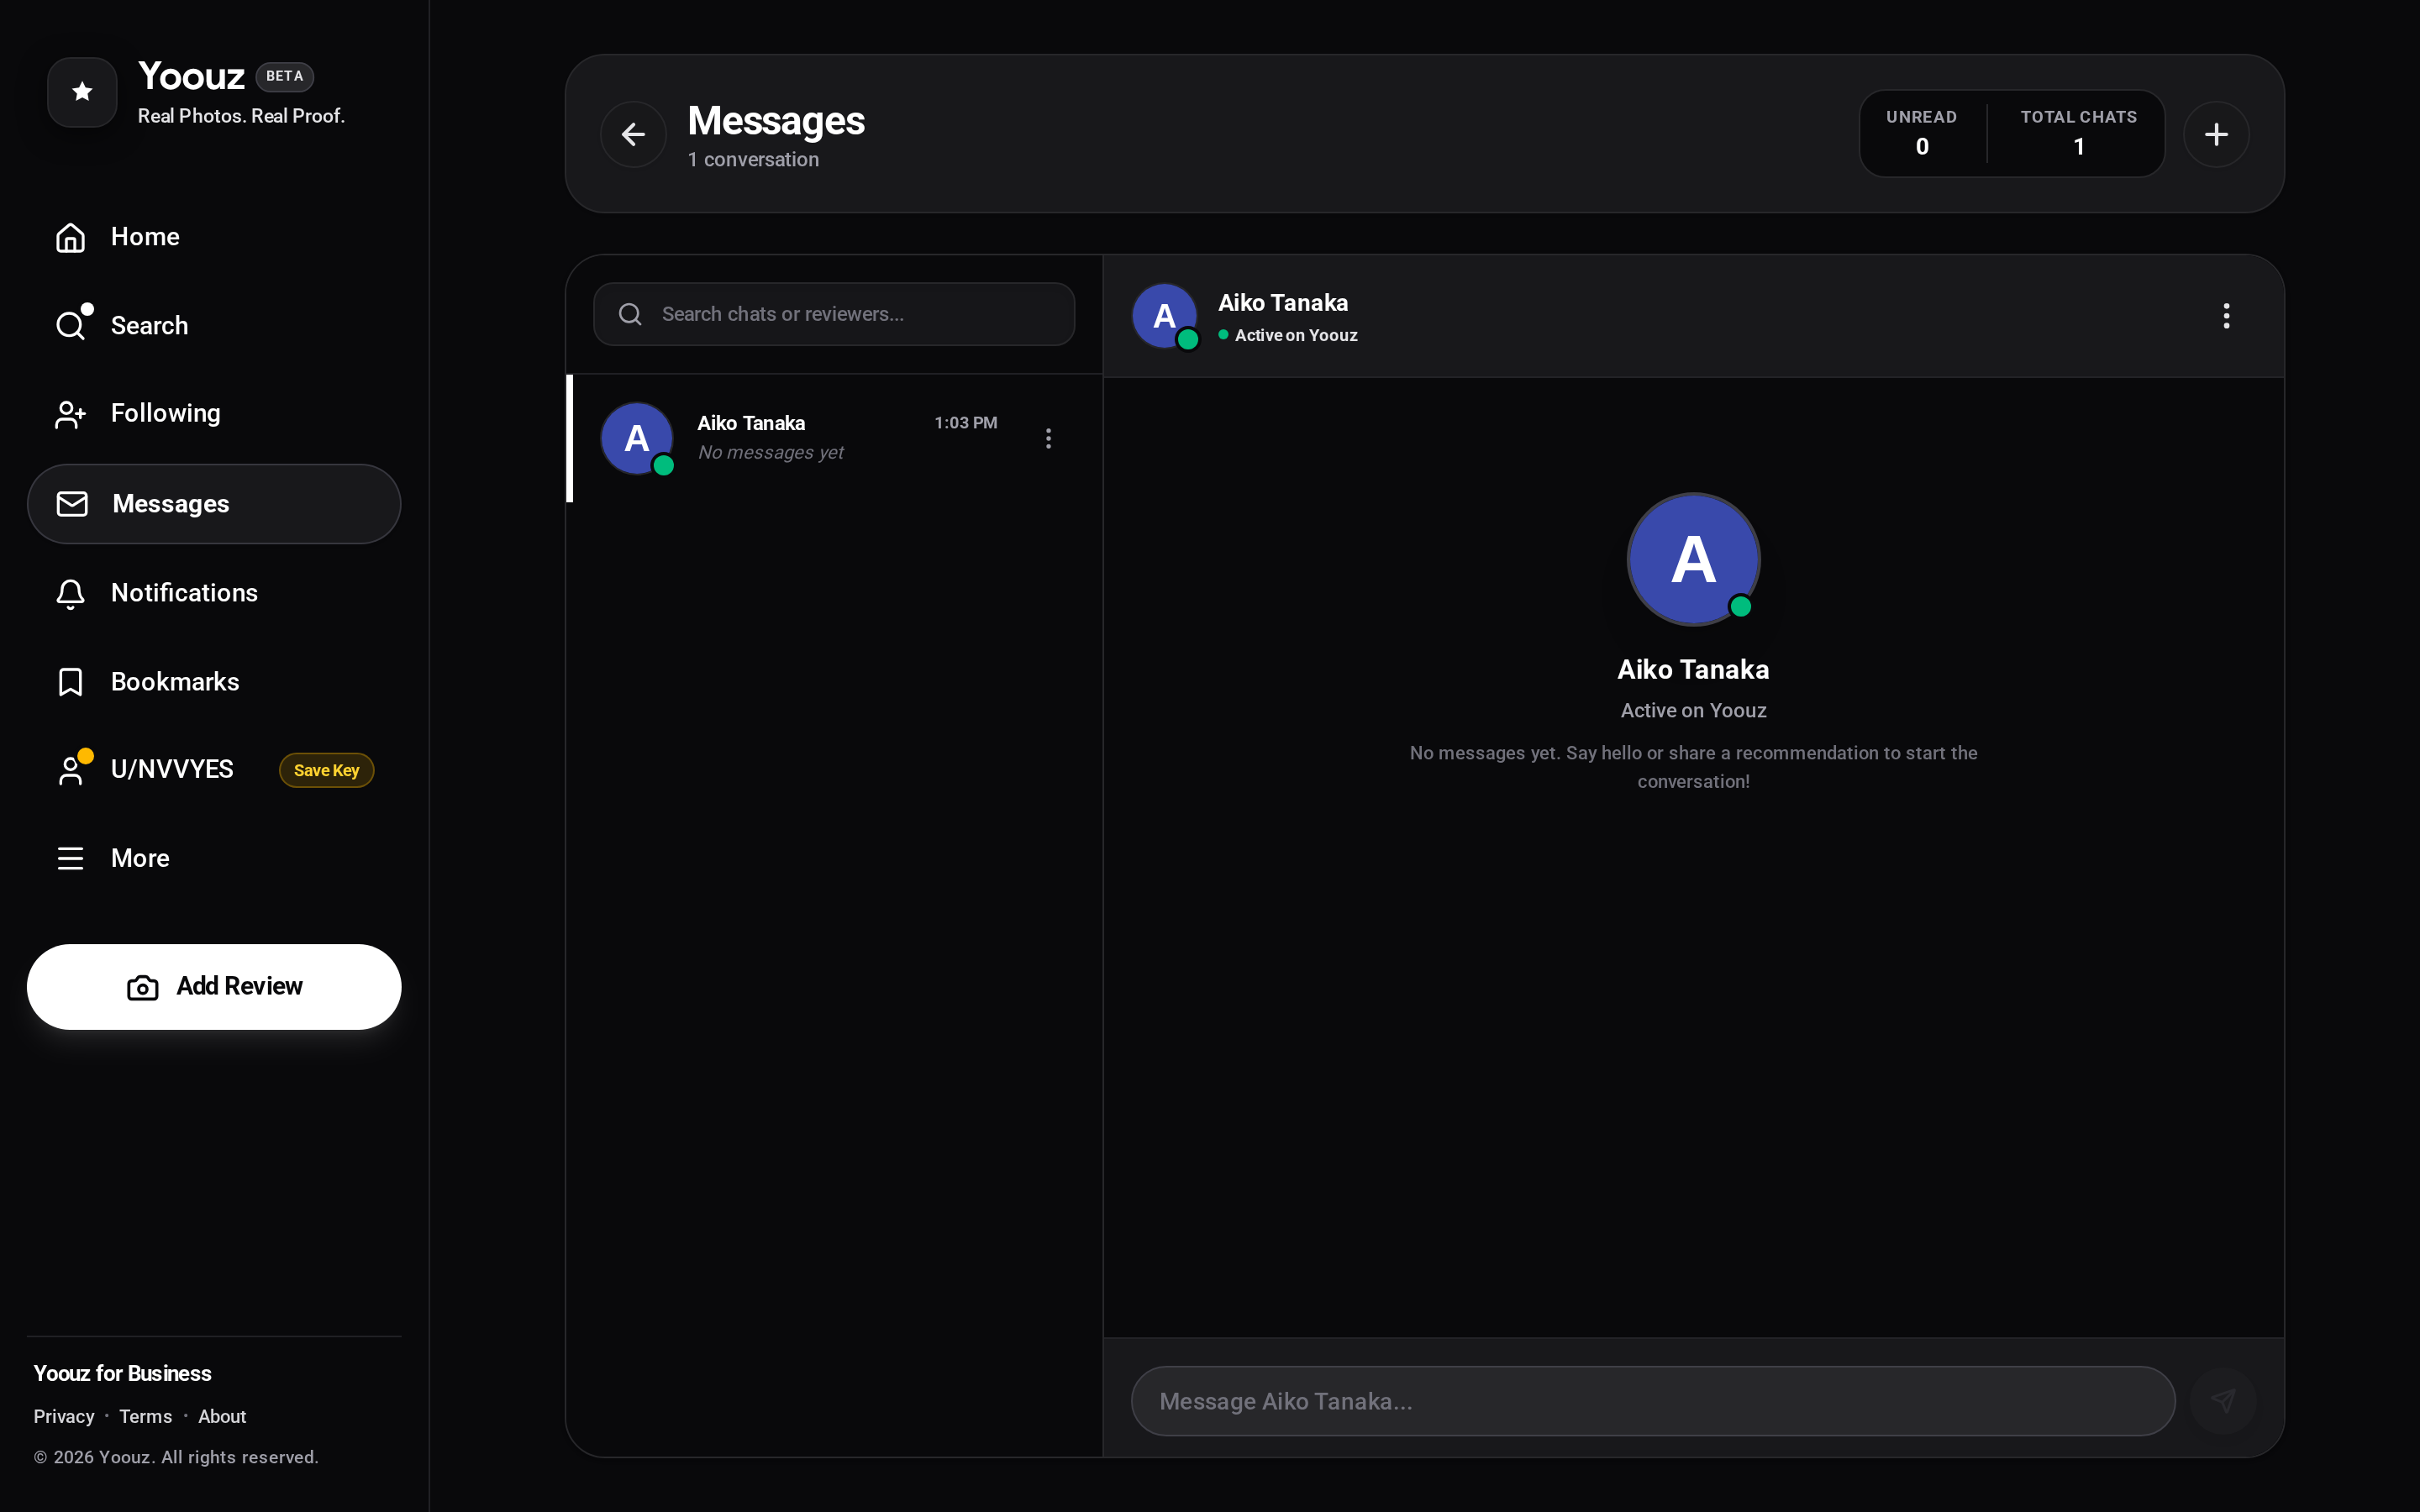 Yoouz BETA
Real Photos. Real Proof.
Home
Search
Following
Messages
Notifications
Bookmarks
U/NVVYES Save Key
More
Add Review
Yoouz for Business
Privacy · Terms · About
© 2026 Yoouz. All rights reserved.
Messages
1 conversation
UNREAD
0
TOTAL CHATS
1
Search chats or reviewers...
A
Aiko Tanaka 1:03 PM
No messages yet
A
Aiko Tanaka
Active on Yoouz
A
Aiko Tanaka
Active on Yoouz
No messages yet. Say hello or share a recommendation to start the
conversation!
Message Aiko Tanaka...